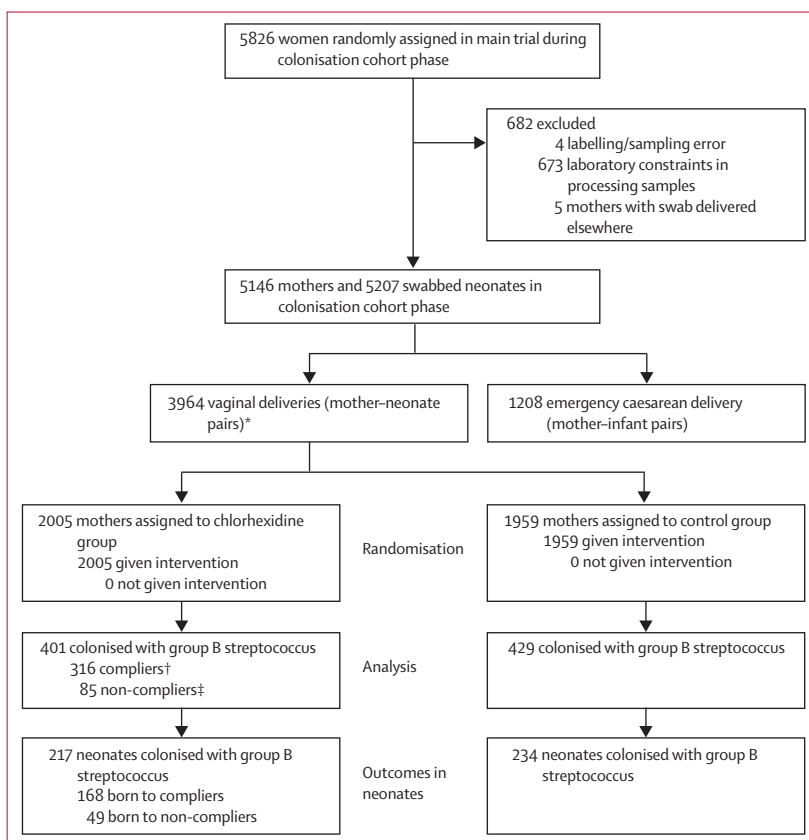 5826 women randomly assigned in main trial during
colonisation cohort phase
682 excluded
4 labelling/sampling error
673 laboratory constraints in
processing samples
5 mothers with swab delivered
elsewhere
5146 mothers and 5207 swabbed neonates in
colonisation cohort phase
3964 vaginal deliveries (mother–neonate
pairs)*
1208 emergency caesarean delivery
(mother–infant pairs)
2005 mothers assigned to chlorhexidine
group
2005 given intervention
0 not given intervention
Randomisation
1959 mothers assigned to control group
1959 given intervention
0 not given intervention
401 colonised with group B streptococcus
316 compliers†
85 non-compliers‡
Analysis
429 colonised with group B streptococcus
217 neonates colonised with group B
streptococcus
168 born to compliers
49 born to non-compliers
Outcomes in
neonates
234 neonates colonised with group B
streptococcus